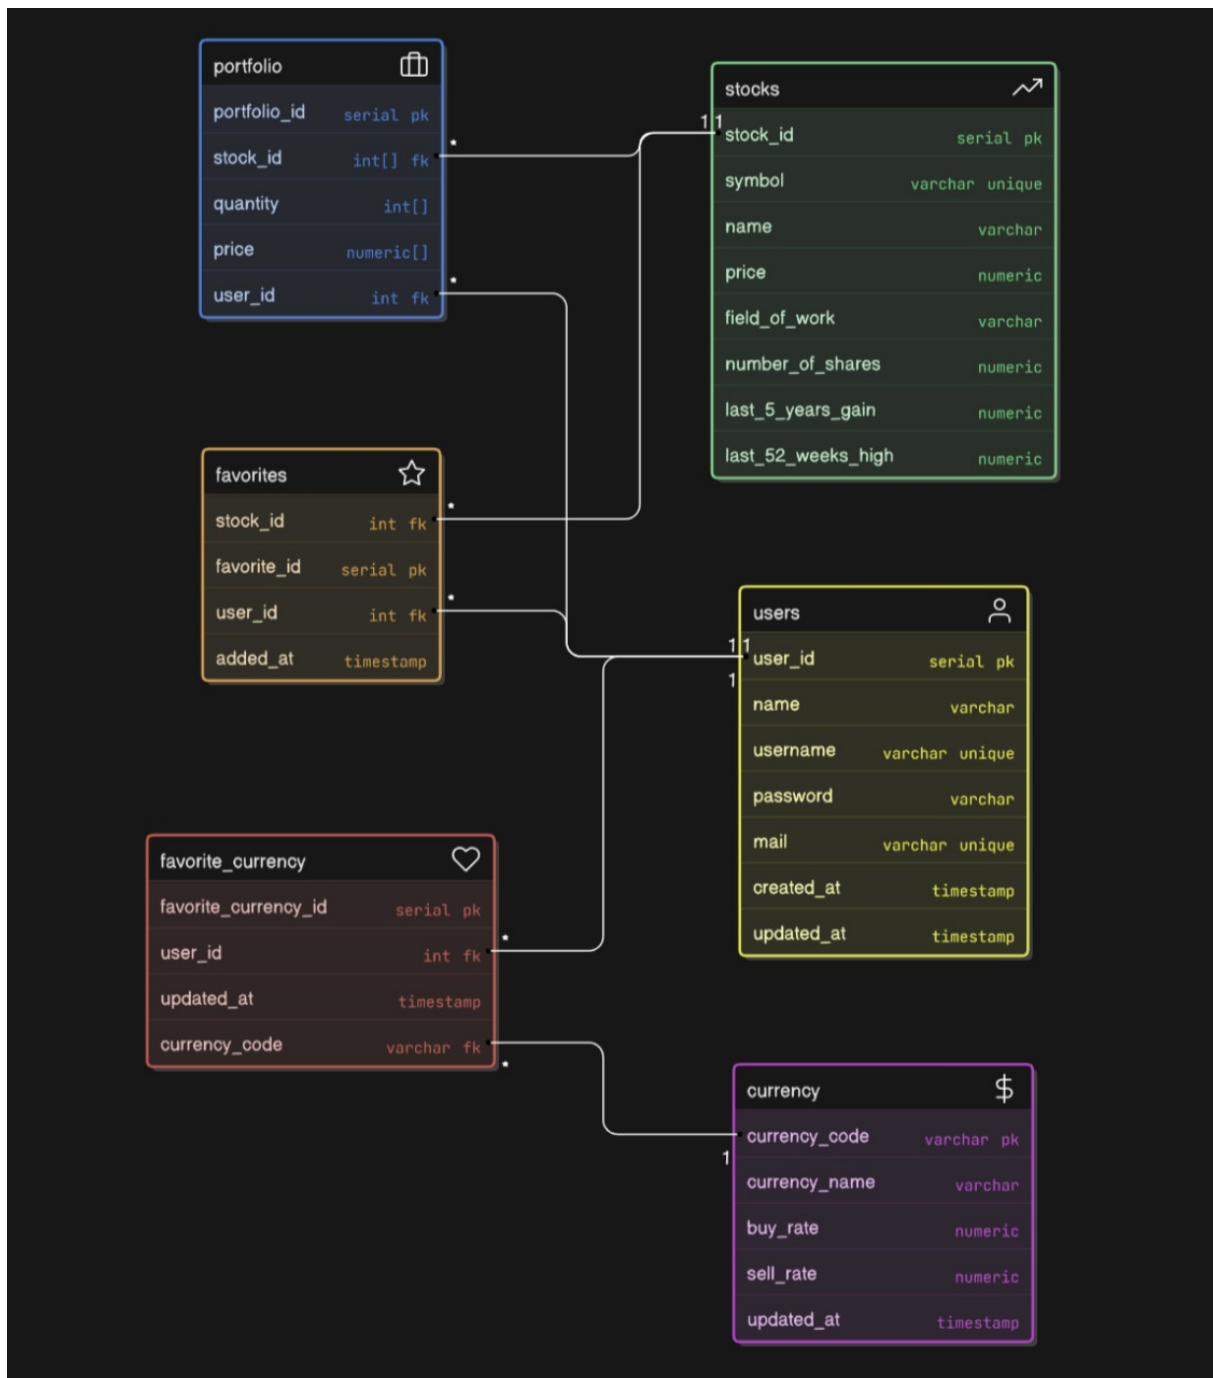 portfolio
portfolio_id serial pk
stock_id int[] fk
quantity int[]
price numeric[]
user_id int fk
*
*
stocks
1 1
stock_id serial pk
symbol varchar unique
name varchar
price numeric
field_of_work varchar
number_of_shares numeric
last_5_years_gain numeric
last_52_weeks_high numeric
favorites
stock_id int fk
favorite_id serial pk
user_id int fk
added_at timestamp
*
*
users
1 1
1
user_id serial pk
name varchar
username varchar unique
password varchar
mail varchar unique
created_at timestamp
updated_at timestamp
favorite_currency
favorite_currency_id serial pk
user_id int fk
updated_at timestamp
currency_code varchar fk
*
*
currency $
currency_code varchar pk
1
currency_name varchar
buy_rate numeric
sell_rate numeric
updated_at timestamp